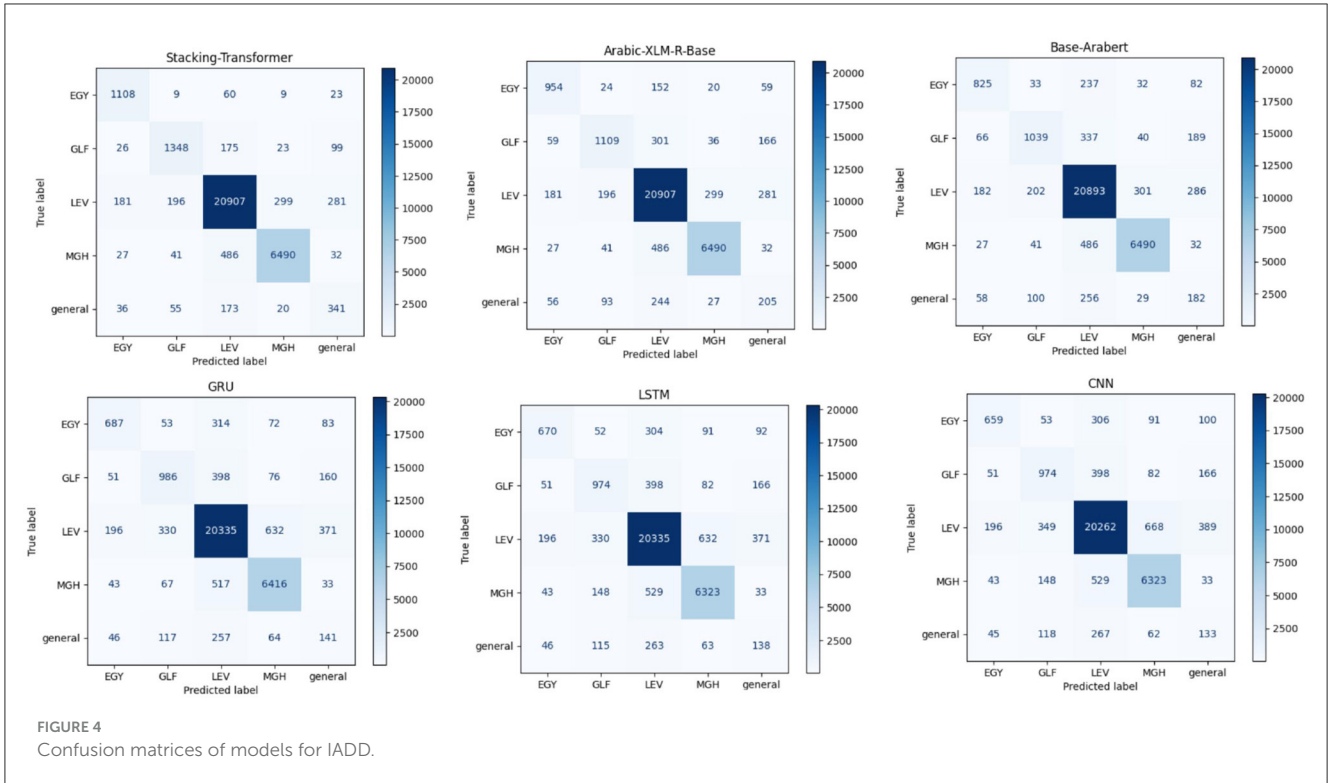 Stacking-Transformer
EGY 1108 9 60 9 23
GLF 26 1348 175 23 99
LEV 181 196 20907 299 281
MGH 27 41 486 6490 32
general 36 55 173 20 341
EGY GLF LEV MGH general
Predicted label
True label
20000
17500
15000
12500
10000
7500
5000
2500
Arabic-XLM-R-Base
EGY 954 24 152 20 59
GLF 59 1109 301 36 166
LEV 181 196 20907 299 281
MGH 27 41 486 6490 32
general 56 93 244 27 205
EGY GLF LEV MGH general
Predicted label
True label
20000
17500
15000
12500
10000
7500
5000
2500
Base-Arabert
EGY 825 33 237 32 82
GLF 66 1039 337 40 189
LEV 182 202 20893 301 286
MGH 27 41 486 6490 32
general 58 100 256 29 182
EGY GLF LEV MGH general
Predicted label
True label
20000
17500
15000
12500
10000
7500
5000
2500
GRU
EGY 687 53 314 72 83
GLF 51 986 398 76 160
LEV 196 330 20335 632 371
MGH 43 67 517 6416 33
general 46 117 257 64 141
EGY GLF LEV MGH general
Predicted label
True label
20000
17500
15000
12500
10000
7500
5000
2500
LSTM
EGY 670 52 304 91 92
GLF 51 974 398 82 166
LEV 196 330 20335 632 371
MGH 43 148 529 6323 33
general 46 115 263 63 138
EGY GLF LEV MGH general
Predicted label
True label
20000
17500
15000
12500
10000
7500
5000
2500
CNN
EGY 659 53 306 91 100
GLF 51 974 398 82 166
LEV 196 349 20262 668 389
MGH 43 148 529 6323 33
general 45 118 267 62 133
EGY GLF LEV MGH general
Predicted label
True label
20000
17500
15000
12500
10000
7500
5000
2500
FIGURE 4
Confusion matrices of models for IADD.